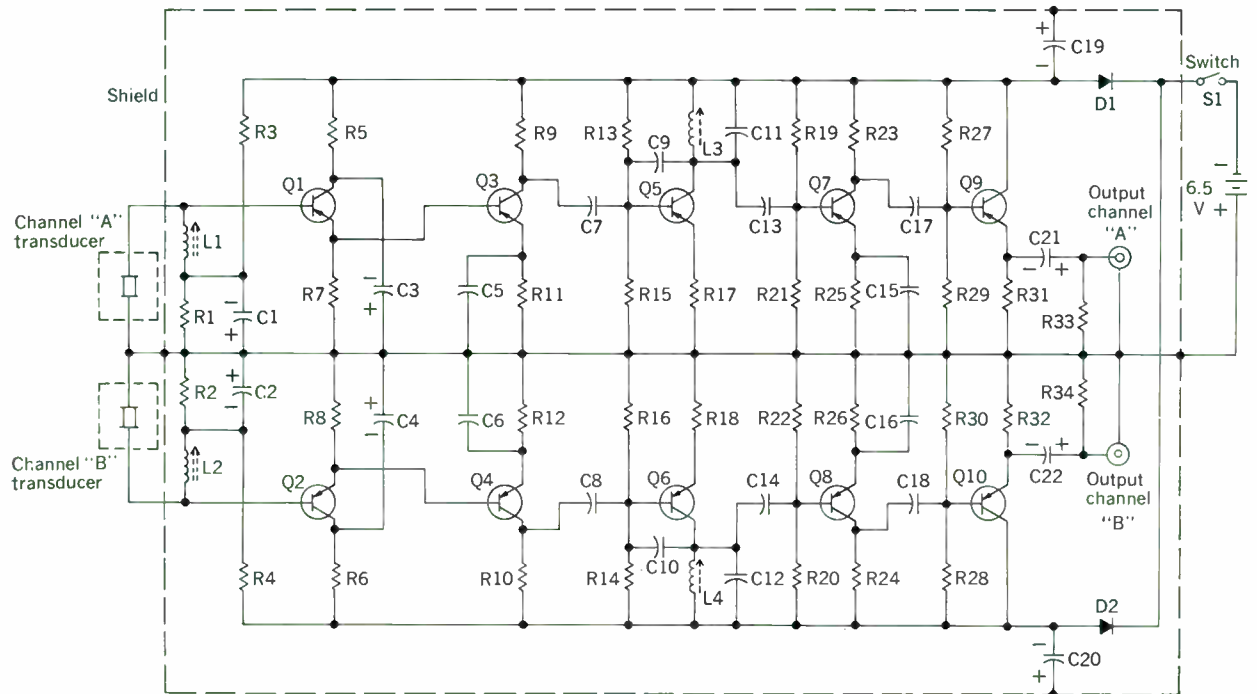 + C19
-
Switch
Shield
D1
S1
R3
R5
R9
R13
C9
L3
C11
R19
R23
R27
Q1
Q3
Q5
Q7
Q9
-
6.5
V +
Output
channel
"A"
Channel "A"
transducer
L1
C7
C13
C17
C21
- +
R1
-
C1
+
R7
-
C3
+
C5
R11
R15
R17
R21
R25
C15
R29
R31
R33
R2
+
C2
-
R8
+
C4
-
C6
R12
R16
R18
R22
R26
C16
R30
R32
R34
- +
C22
Channel "B"
transducer
L2
Q2
Q4
C8
Q6
C14
Q8
C18
Q10
Output
channel
"B"
R4
R6
R10
R14
C10
L4
C12
R20
R24
R28
D2
-
C20
+